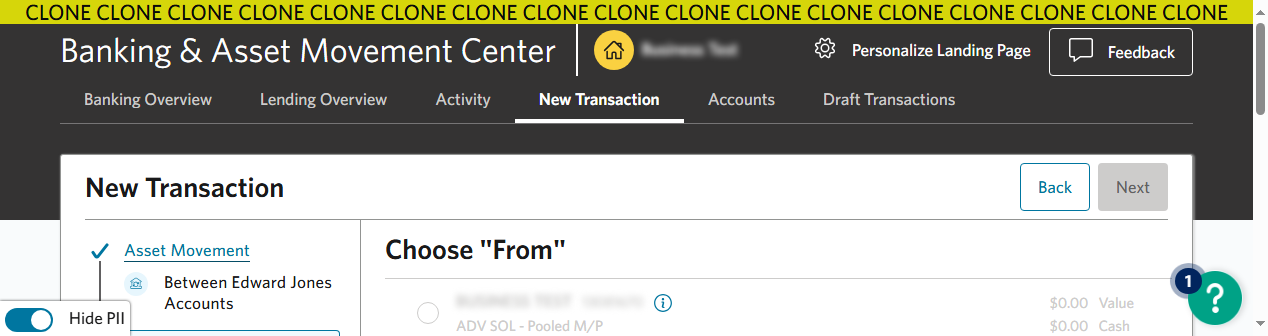 CLONE CLONE CLONE CLONE CLONE CLONE CLONE CLONE CLONE CLONE CLONE CLONE CLONE CLONE CLONE CLONE CLONE
Banking & Asset Movement Center
Personalize Landing Page
Feedback
Banking Overview Lending Overview Activity New Transaction Accounts Draft Transactions
New Transaction
Back Next
Asset Movement
Between Edward Jones
Accounts
Choose "From"
$0.00 Value
ADV SOL - Pooled M/P
$0.00 Cash
Hide PII
1
?